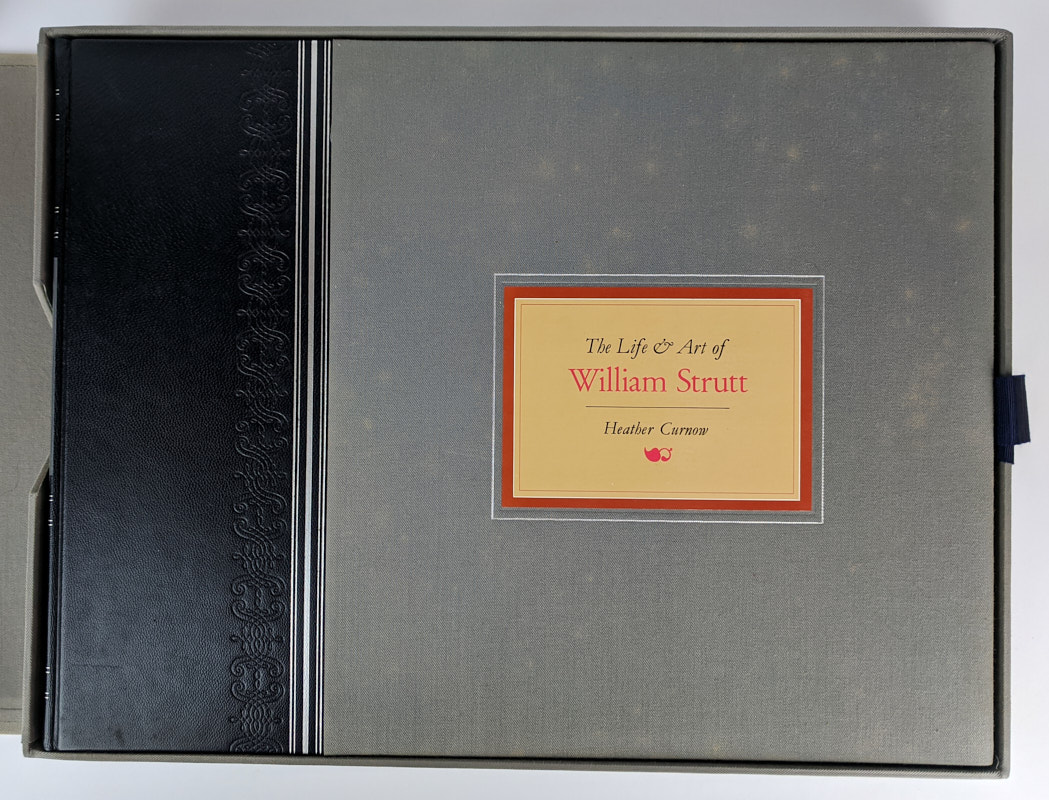 The Life & Art of
William Strutt
Heather Curnow